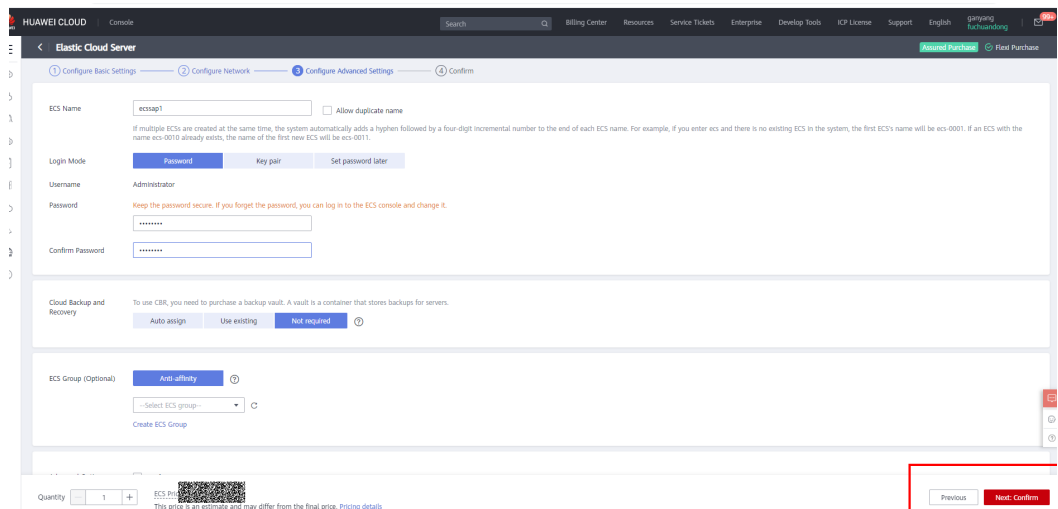 HUAWEI CLOUD Console Search Billing Center Resources Service Tickets Enterprise Develop Tools ICP License Support English ganyang
fuchuandong
99+
Elastic Cloud Server Assured Purchase Flexi Purchase
1 Configure Basic Settings 2 Configure Network 3 Configure Advanced Settings 4 Confirm
ECS Name ecssap1 Allow duplicate name
If multiple ECSs are created at the same time, the system automatically adds a hyphen followed by a four-digit incremental number to the end of each ECS name. For example, if you enter ecs and there is no existing ECS in the system, the first ECS's name will be ecs-0001. If an ECS with the
name ecs-0010 already exists, the name of the first new ECS will be ecs-0011.
Login Mode Password Key pair Set password later
Username Administrator
Password Keep the password secure. If you forget the password, you can log in to the ECS console and change it.
••••••••
Confirm Password ••••••••
Cloud Backup and
Recovery
To use CBR, you need to purchase a backup vault. A vault is a container that stores backups for servers.
Auto assign Use existing Not required
ECS Group (Optional) Anti-affinity
--Select ECS group--
Create ECS Group
Quantity 1 ECS
This price is an estimate and may differ from the final price. Pricing details
Previous Next: Confirm